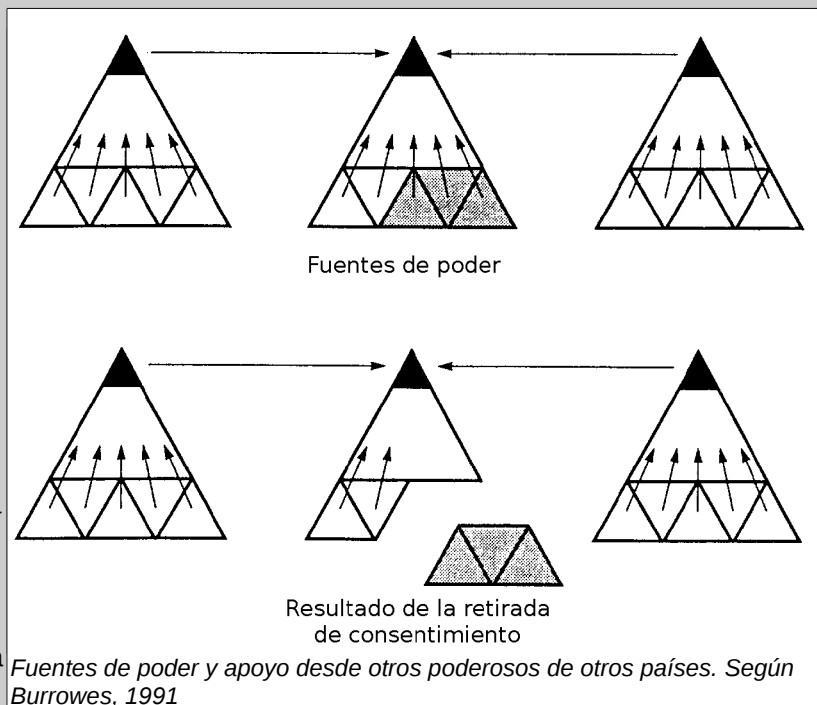 Fuentes de poder
Resultado de la retirada
de consentimiento
Fuentes de poder y apoyo desde otros poderosos de otros países. Según
Burrowes, 1991